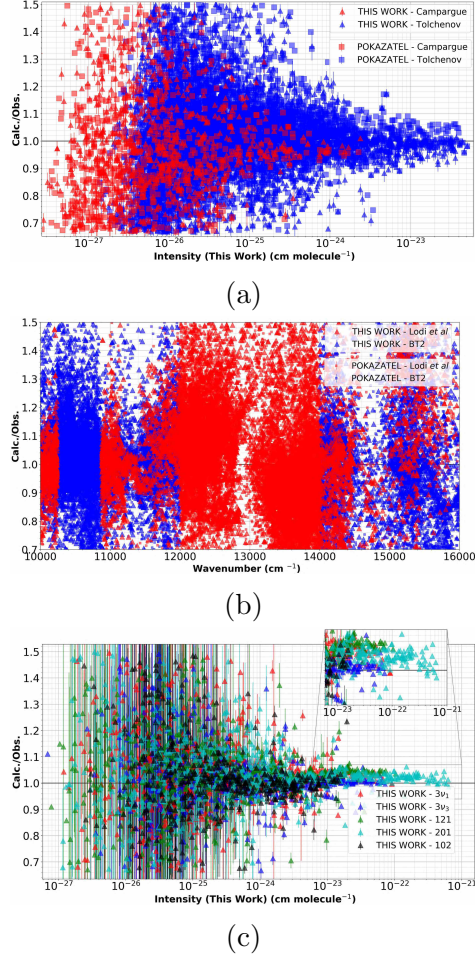 1.5
1.4
1.3
1.2
1.1
1.0
0.9
0.8
0.7
Calc./Obs.
THIS WORK - Campargue
THIS WORK - Tolchenov
POKAZATEL - Campargue
POKAZATEL - Tolchenov
10−27 10−26 10−25 10−24 10−23
Intensity (This Work) (cm molecule−1)
(a)
1.5
1.4
1.3
1.2
1.1
1.0
0.9
0.8
0.7
Calc./Obs.
THIS WORK - Lodi et al
THIS WORK - BT2
POKAZATEL - Lodi et al
POKAZATEL - BT2
10000 11000 12000 13000 14000 15000 16000
Wavenumber (cm −1)
(b)
1.5
1.4
1.3
1.2
1.1
1.0
0.9
0.8
0.7
Calc./Obs.
10−23 10−22 10−21
THIS WORK - 3ν1
THIS WORK - 3ν3
THIS WORK - 121
THIS WORK - 201
THIS WORK - 102
10−27 10−26 10−25 10−24 10−23 10−22 10−21
Intensity (This Work) (cm molecule−1)
(c)